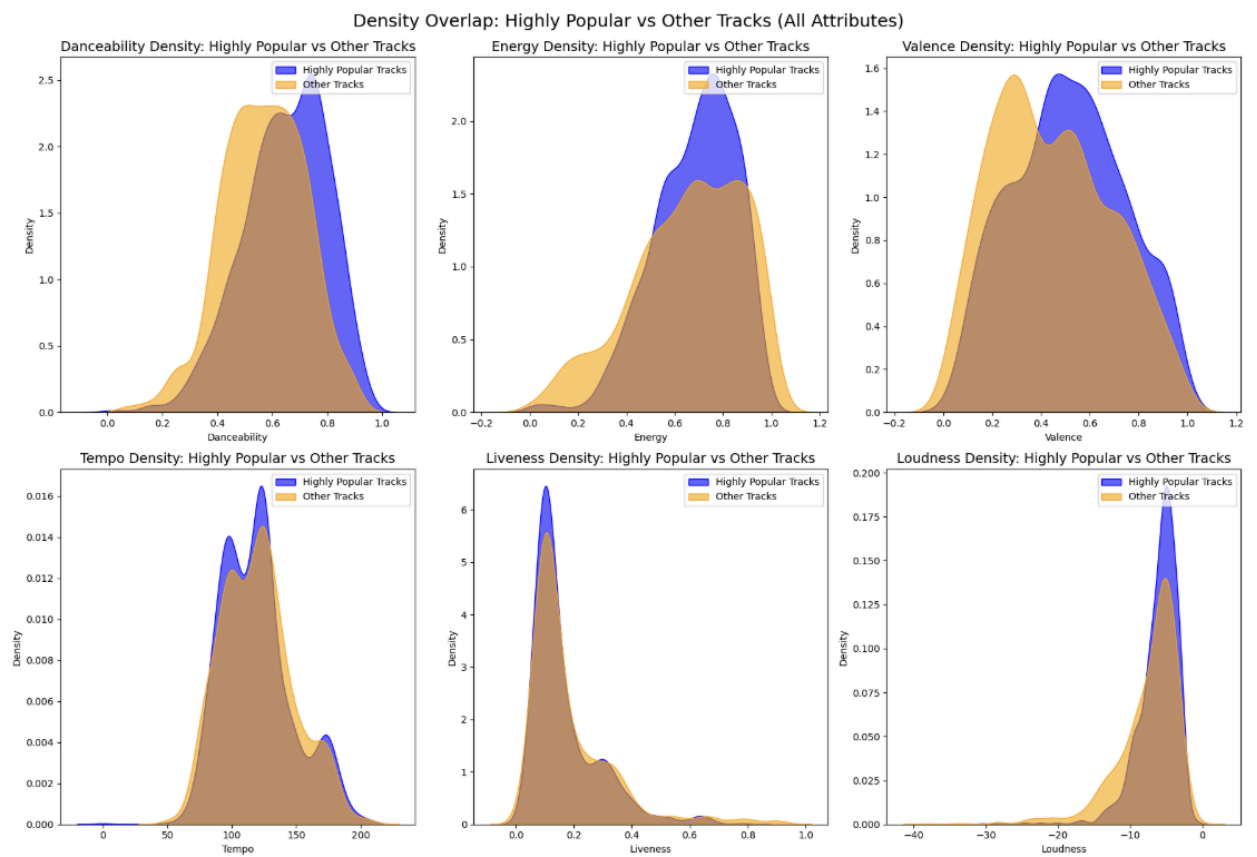 Density Overlap: Highly Popular vs Other Tracks (All Attributes)
Danceability Density: Highly Popular vs Other Tracks
Highly Popular Tracks
Other Tracks
2.5
2.0
1.5
1.0
0.5
0.0
Density
0.0 0.2 0.4 0.6 0.8 1.0
Danceability
Energy Density: Highly Popular vs Other Tracks
Highly Popular Tracks
Other Tracks
2.0
1.5
1.0
0.5
0.0
Density
−0.2 0.0 0.2 0.4 0.6 0.8 1.0 1.2
Energy
Valence Density: Highly Popular vs Other Tracks
Highly Popular Tracks
Other Tracks
1.6
1.4
1.2
1.0
0.8
0.6
0.4
0.2
0.0
Density
−0.2 0.0 0.2 0.4 0.6 0.8 1.0 1.2
Valence
Tempo Density: Highly Popular vs Other Tracks
Highly Popular Tracks
Other Tracks
0.016
0.014
0.012
0.010
0.008
0.006
0.004
0.002
0.000
Density
0 50 100 150 200
Tempo
Liveness Density: Highly Popular vs Other Tracks
Highly Popular Tracks
Other Tracks
6
5
4
3
2
1
0
Density
0.0 0.2 0.4 0.6 0.8 1.0
Liveness
Loudness Density: Highly Popular vs Other Tracks
Highly Popular Tracks
Other Tracks
0.200
0.175
0.150
0.125
0.100
0.075
0.050
0.025
0.000
Density
−40 −30 −20 −10 0
Loudness